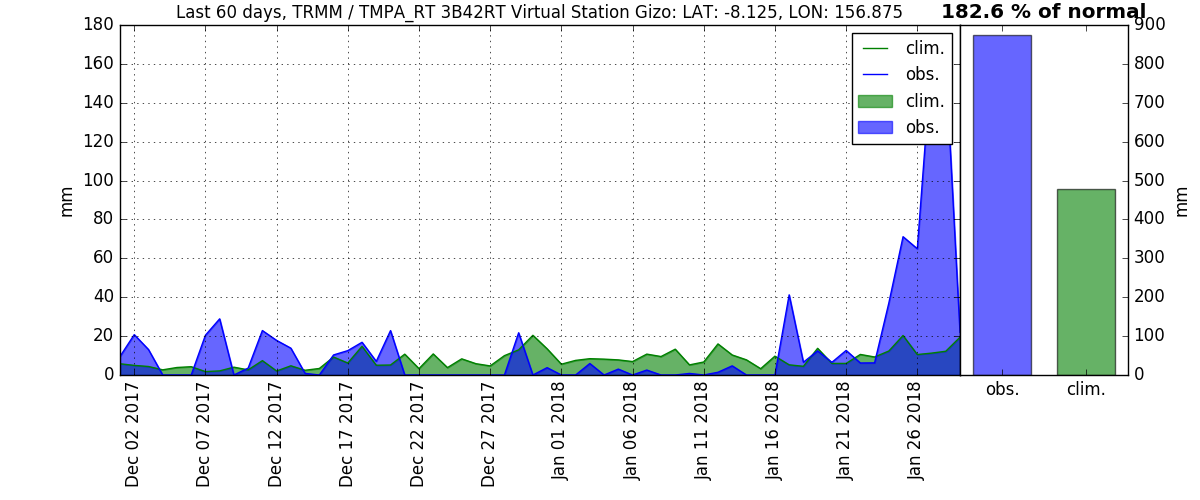 Last 60 days, TRMM / TMPA_RT 3B42RT Virtual Station Gizo: LAT: -8.125, LON: 156.875
182.6 % of normal
180
160
140
120
100
80
60
40
20
0
mm
clim.
obs.
clim.
obs.
Dec 02 2017
Dec 07 2017
Dec 12 2017
Dec 17 2017
Dec 22 2017
Dec 27 2017
Jan 01 2018
Jan 06 2018
Jan 11 2018
Jan 16 2018
Jan 21 2018
Jan 26 2018
900
800
700
600
500
400
300
200
100
0
mm
obs.
clim.